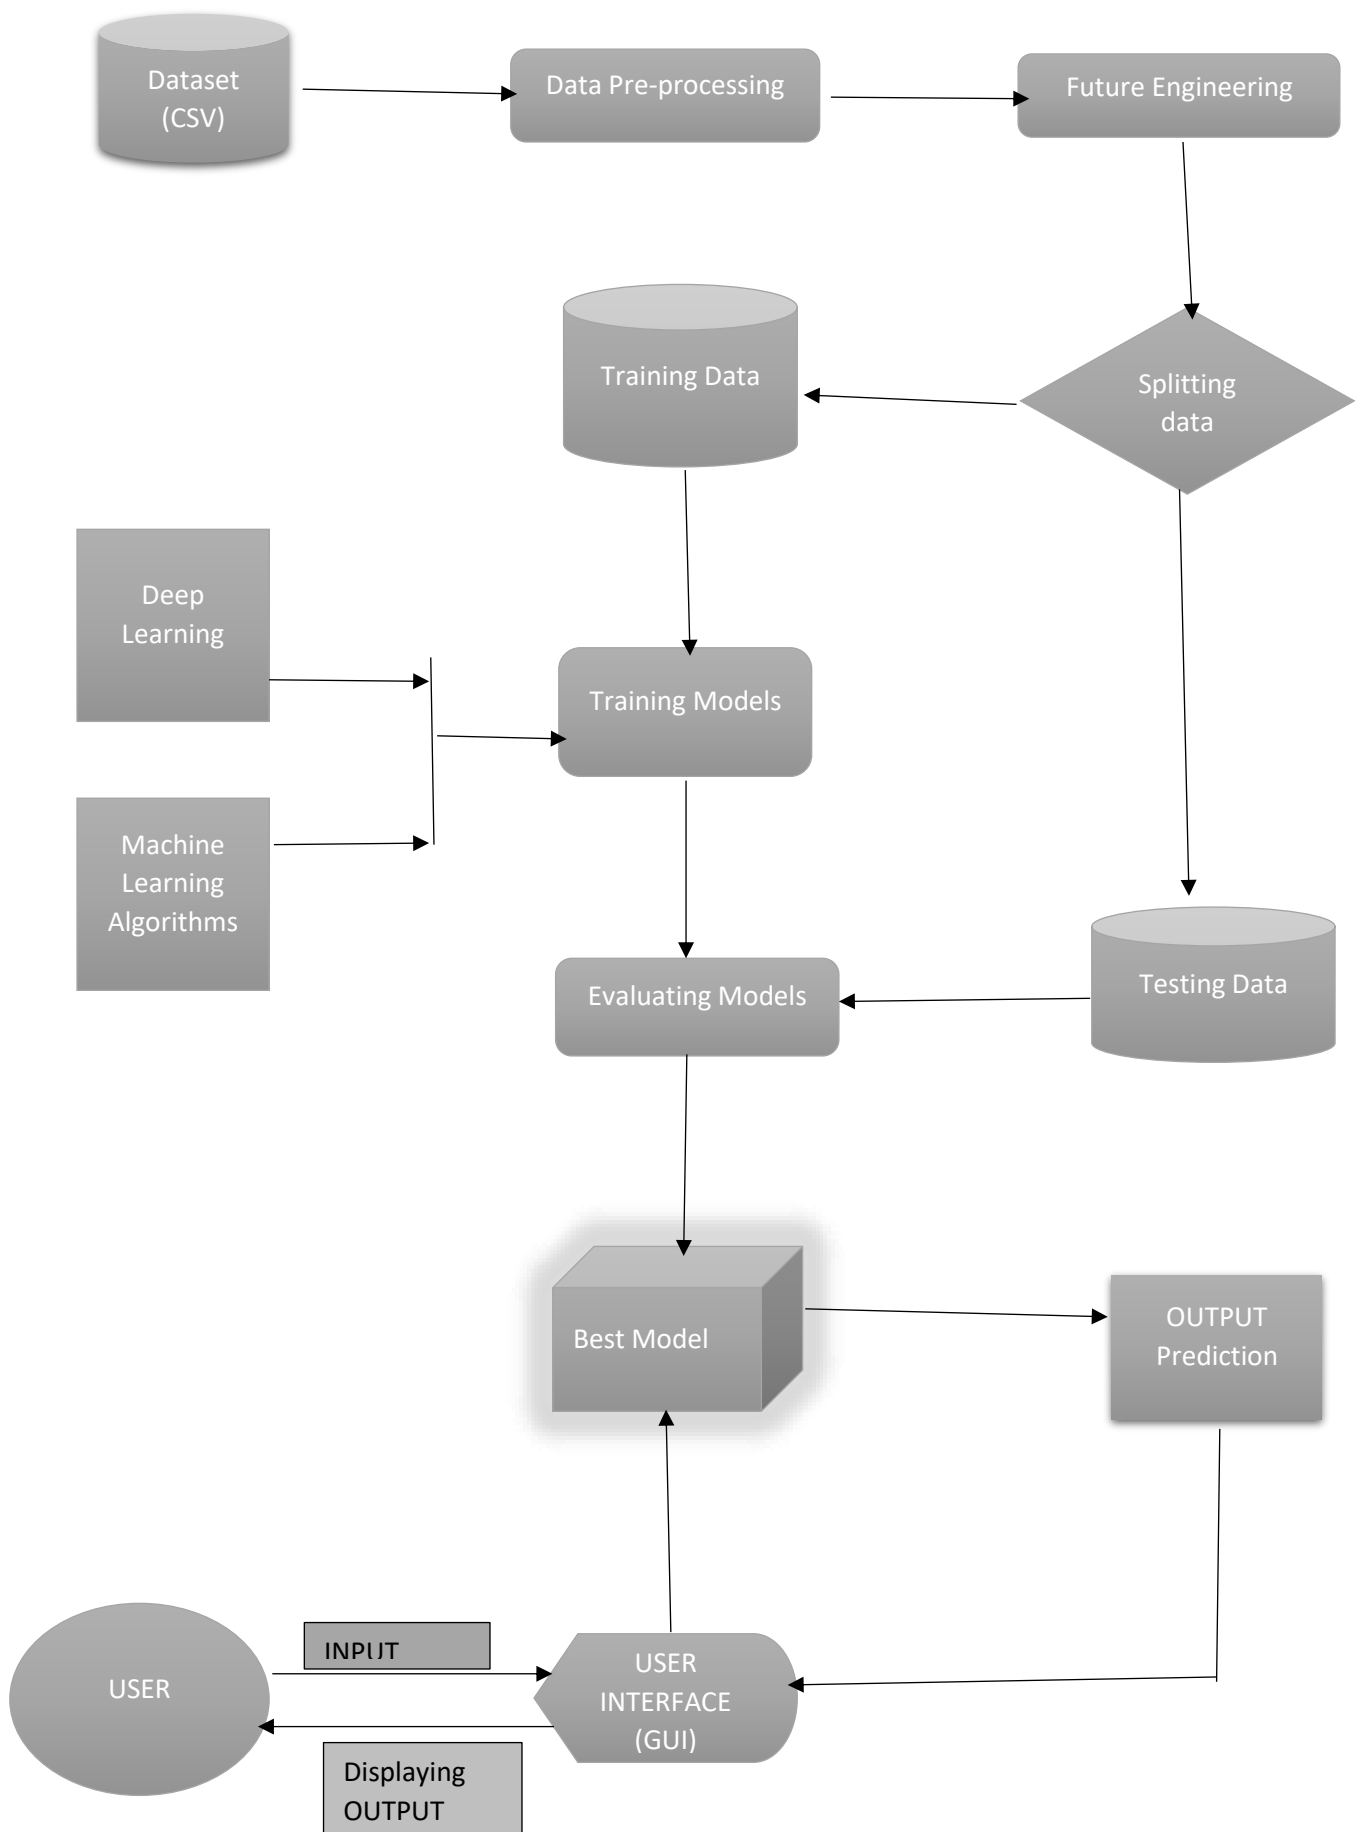 Dataset
(CSV)
Data Pre-processing
Future Engineering
Training Data
Splitting
data
Deep
Learning
Training Models
Machine
Learning
Algorithms
Evaluating Models
Testing Data
Best Model
OUTPUT
Prediction
INPUT
USER
USER
INTERFACE
(GUI)
Displaying
OUTPUT